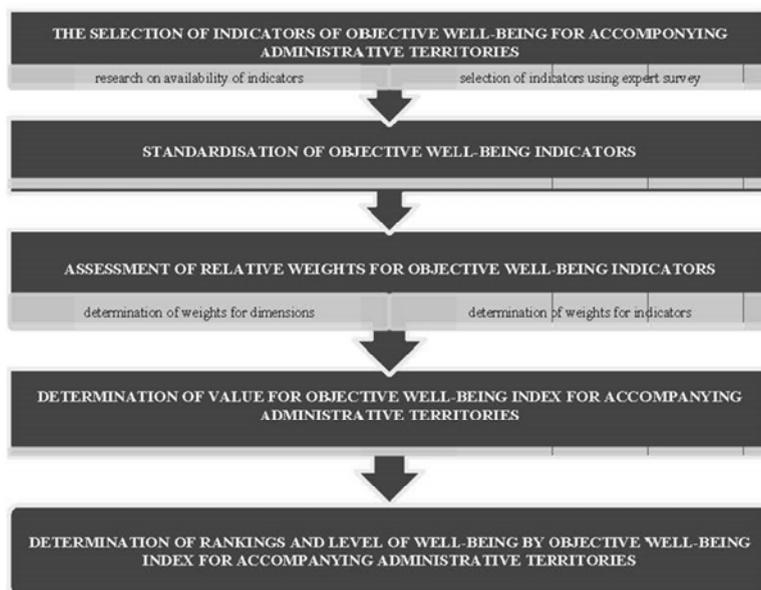 THE SELECTION OF INDICATORS OF OBJECTIVE WELL-BEING FOR ACCOMPONYING
ADMINISTRATIVE TERRITORIES
research on availability of indicators
selection of indicators using expert survey
STANDARDISATION OF OBJECTIVE WELL-BEING INDICATORS
ASSESSMENT OF RELATIVE WEIGHTS FOR OBJECTIVE WELL-BEING INDICATORS
determination of weights for dimensions
determination of weights for indicators
DETERMINATION OF VALUE FOR OBJECTIVE WELL-BEING INDEX FOR ACCOMPANYING
ADMINISTRATIVE TERRITORIES
DETERMINATION OF RANKINGS AND LEVEL OF WELL-BEING BY OBJECTIVE WELL-BEING
INDEX FOR ACCOMPANYING ADMINISTRATIVE TERRITORIES